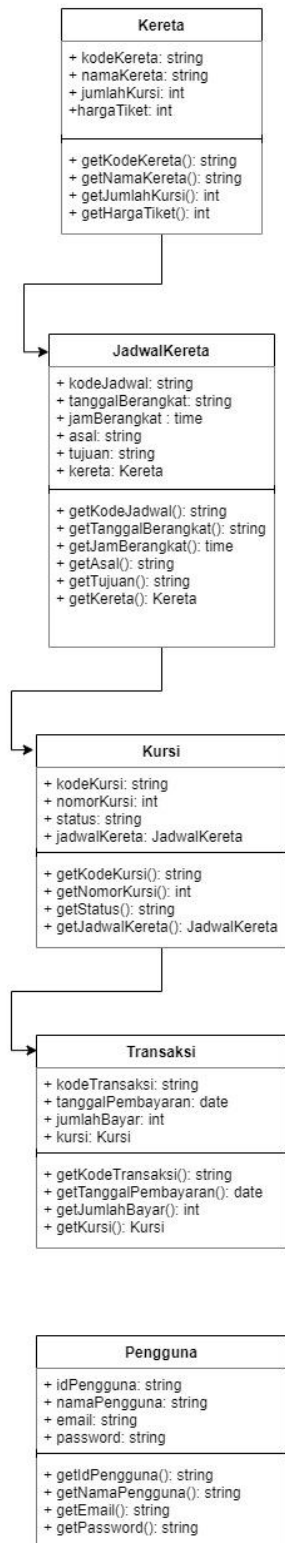 Kereta
+ kodeKereta: string
+ namaKereta: string
+ jumlahKursi: int
+hargaTiket: int
+ getKodeKereta(): string
+ getNamaKereta(): string
+ getJumlahKursi(): int
+ getHargaTiket(): int
JadwalKereta
+ kodeJadwal: string
+ tanggalBerangkat: string
+ jamBerangkat : time
+ asal: string
+ tujuan: string
+ kereta: Kereta
+ getKodeJadwal(): string
+ getTanggalBerangkat(): string
+ getJamBerangkat(): time
+ getAsal(): string
+ getTujuan(): string
+ getKereta(): Kereta
Kursi
+ kodeKursi: string
+ nomorKursi: int
+ status: string
+ jadwalKereta: JadwalKereta
+ getKodeKursi(): string
+ getNomorKursi(): int
+ getStatus(): string
+ getJadwalKereta(): JadwalKereta
Transaksi
+ kodeTransaksi: string
+ tanggalPembayaran: date
+ jumlahBayar: int
+ kursi: Kursi
+ getKodeTransaksi(): string
+ getTanggalPembayaran(): date
+ getJumlahBayar(): int
+ getKursi(): Kursi
Pengguna
+ idPengguna: string
+ namaPengguna: string
+ email: string
+ password: string
+ getIdPengguna(): string
+ getNamaPengguna(): string
+ getEmail(): string
+ getPassword(): string